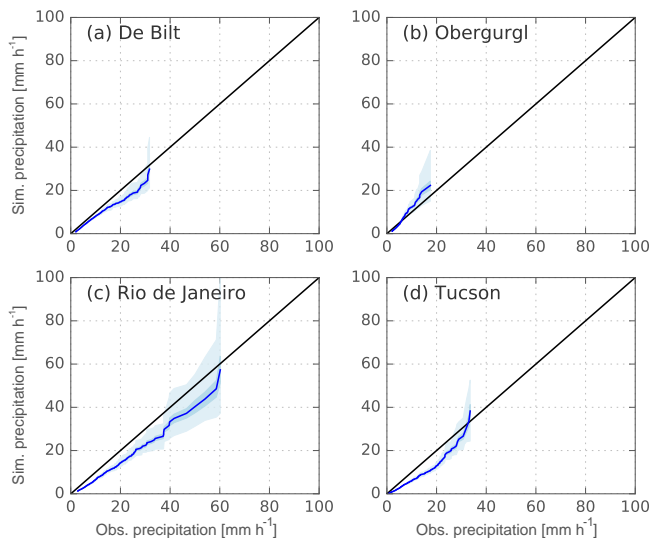 (a) De Bilt
(b) Obergurgl
100
80
60
40
20
0
0 20 40 60 80 100
Sim. precipitation [mm h⁻¹]
100
80
60
40
20
0
0 20 40 60 80 100
(c) Rio de Janeiro
(d) Tucson
100
80
60
40
20
0
0 20 40 60 80 100
Sim. precipitation [mm h⁻¹]
Obs. precipitation [mm h⁻¹]
100
80
60
40
20
0
0 20 40 60 80 100
Obs. precipitation [mm h⁻¹]